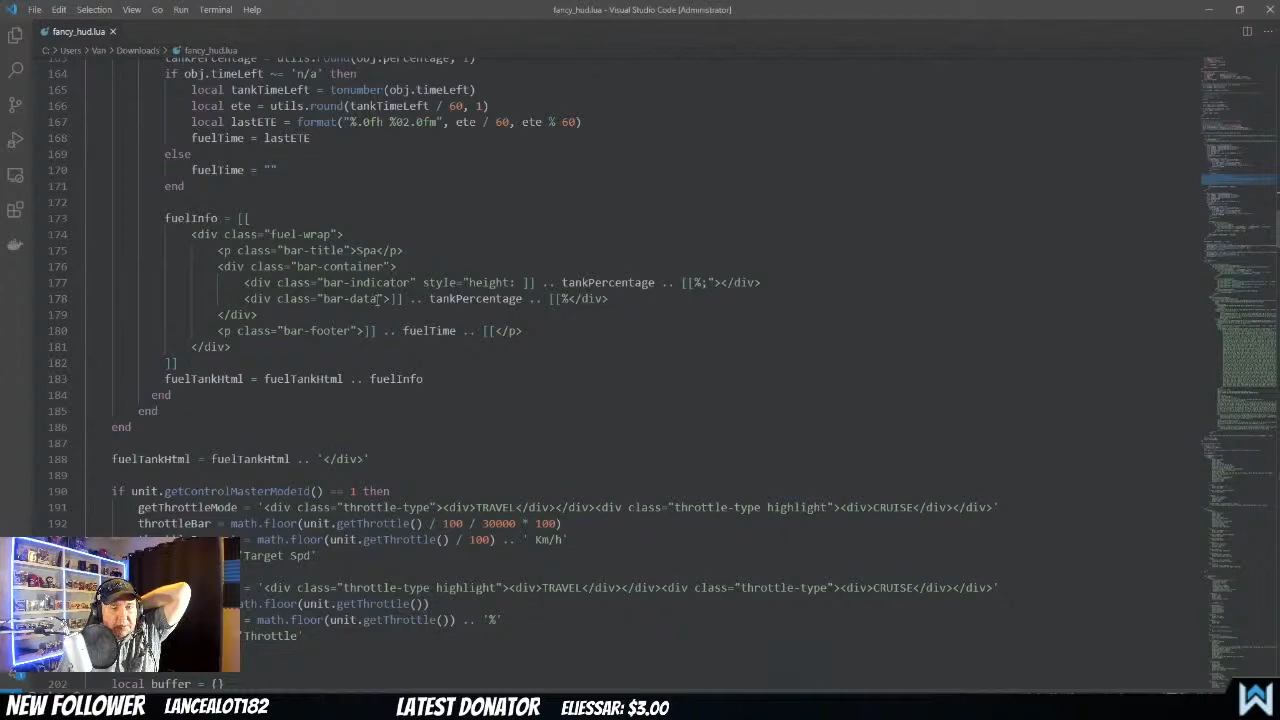 File Edit Selection View Go Run Terminal Help
fancy_hud.lua - Visual Studio Code [Administrator]
fancy_hud.lua
C: > Users > Van > Downloads > fancy_hud.lua
163 tankPercentage = utils.round(obj.percentage, 1)
164 if obj.timeLeft ~= 'n/a' then
165 local tankTimeLeft = tonumber(obj.timeLeft)
166 local ete = utils.round(tankTimeLeft / 60, 1)
167 local lastETE = format("%.0fh %02.0fm", ete / 60, ete % 60)
168 fuelTime = lastETE
169 else
170 fuelTime = ""
171 end
172
173 fuelInfo = [[
174 <div class="fuel-wrap">
175 <p class="bar-title">Spa</p>
176 <div class="bar-container">
177 <div class="bar-indicator" style="height: ]] .. tankPercentage .. [[%;"></div>
178 <div class="bar-data">]] .. tankPercentage .. [[%</div>
179 </div>
180 <p class="bar-footer">]] .. fuelTime .. [[</p>
181 </div>
182 ]]
183 fuelTankHtml = fuelTankHtml .. fuelInfo
184 end
185 end
186 end
187
188 fuelTankHtml = fuelTankHtml .. '</div>'
189
190 if unit.getControlMasterModeId() == 1 then
191 getThrottleMode = '<div class="throttle-type"><div>TRAVEL</div></div><div class="throttle-type highlight"><div>CRUISE</div></div>'
192 throttleBar = math.floor(unit.getThrottle() / 100 / 30000 * 100)
= math.floor(unit.getThrottle() / 100) .. ' Km/h'
Target Spd'
= '<div class="throttle-type highlight"><div>TRAVEL</div></div><div class="throttle-type"><div>CRUISE</div></div>'
math.floor(unit.getThrottle())
= math.floor(unit.getThrottle()) .. '%'
Throttle'
202 local buffer = {}
NEW FOLLOWER LANCEALOT182 LATEST DONATOR ELIESSAR: $3.00